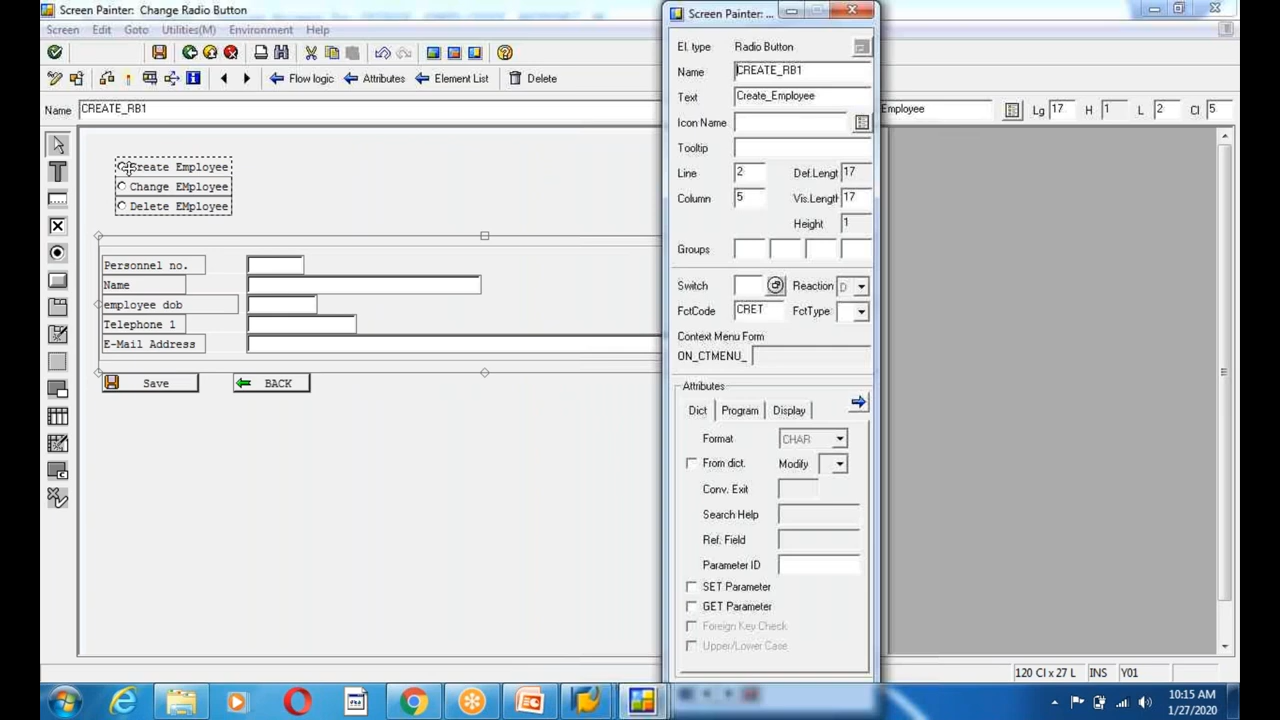 Screen Painter: Change Radio Button
Screen Edit Goto Utilities(M) Environment Help
Flow logic Attributes Element List Delete
Name CREATE_RB1 Employee Lg 17 H 1 L 2 Cl 5
Create Employee
Change EMployee
Delete EMployee
Personnel no.
Name
employee dob
Telephone 1
E-Mail Address
Save BACK
Screen Painter: ...
El. type Radio Button
Name CREATE_RB1
Text Create_Employee
Icon Name
Tooltip
Line 2 Def.Lengt 17
Column 5 Vis.Length 17
Height 1
Groups
Switch Reaction D
FctCode CRET FctType
Context Menu Form
ON_CTMENU_
Attributes
Dict Program Display
Format CHAR
From dict. Modify
Conv. Exit
Search Help
Ref. Field
Parameter ID
SET Parameter
GET Parameter
Foreign Key Check
Upper/Lower Case
120 Cl x 27 L INS Y01
10:15 AM
1/27/2020